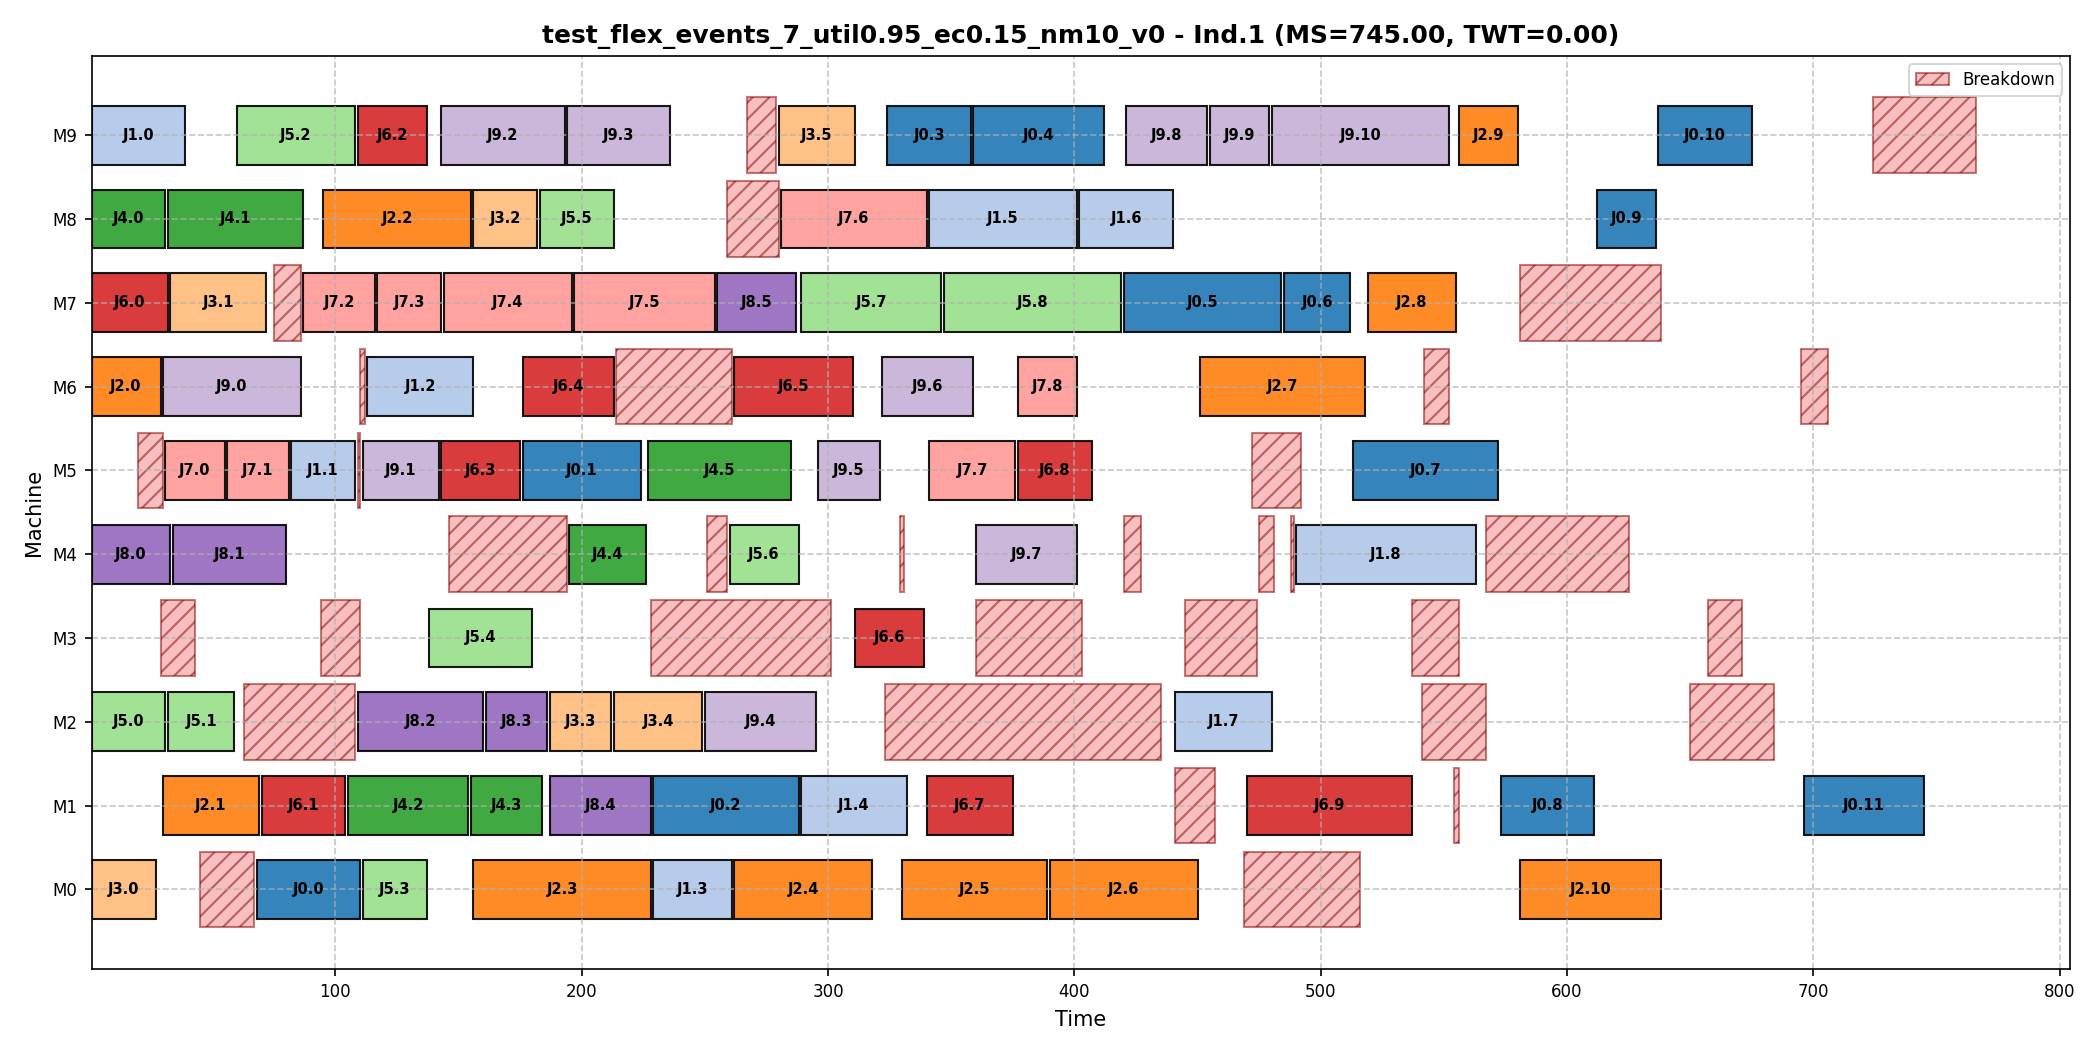 test_flex_events_7_util0.95_ec0.15_nm10_v0 - Ind.1 (MS=745.00, TWT=0.00)
Breakdown
M9 J1.0 J5.2 J6.2 J9.2 J9.3 J3.5 J0.3 J0.4 J9.8 J9.9 J9.10 J2.9 J0.10
M8 J4.0 J4.1 J2.2 J3.2 J5.5 J7.6 J1.5 J1.6 J0.9
M7 J6.0 J3.1 J7.2 J7.3 J7.4 J7.5 J8.5 J5.7 J5.8 J0.5 J0.6 J2.8
M6 J2.0 J9.0 J1.2 J6.4 J6.5 J9.6 J7.8 J2.7
M5 J7.0 J7.1 J1.1 J9.1 J6.3 J0.1 J4.5 J9.5 J7.7 J6.8 J0.7
M4 J8.0 J8.1 J4.4 J5.6 J9.7 J1.8
M3 J5.4 J6.6
M2 J5.0 J5.1 J8.2 J8.3 J3.3 J3.4 J9.4 J1.7
M1 J2.1 J6.1 J4.2 J4.3 J8.4 J0.2 J1.4 J6.7 J6.9 J0.8 J0.11
M0 J3.0 J0.0 J5.3 J2.3 J1.3 J2.4 J2.5 J2.6 J2.10
Machine
100 200 300 400 500 600 700 800
Time